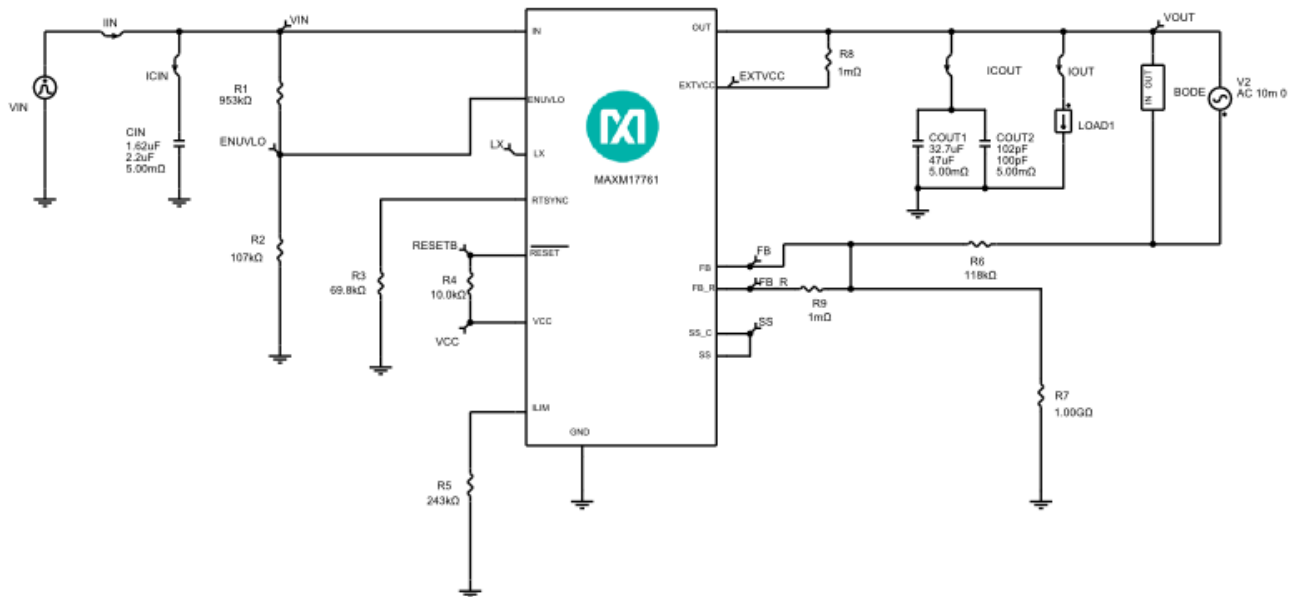 IIN
VIN
OUT
VOUT
IN
R8
1mΩ
ICIN
R1
953kΩ
EXTVCC
EXTVCC
ICOUT
IOUT
IN OUT
BODE
V2
AC 10m 0
VIN
ENUVLO
CIN
1.62uF
2.2uF
5.00mΩ
ENUVLO
LX
LX
MAXM17761
COUT1
32.7uF
47uF
5.00mΩ
COUT2
102pF
100pF
5.00mΩ
LOAD1
RTSYNC
R2
107kΩ
RESETB
RESET
R3
69.8kΩ
R4
10.0kΩ
FB
FB
R6
118kΩ
FB_R
FB_R
R9
1mΩ
VCC
VCC
SS_C
SS
SS
R7
1.00GΩ
ILIM
GND
R5
243kΩ